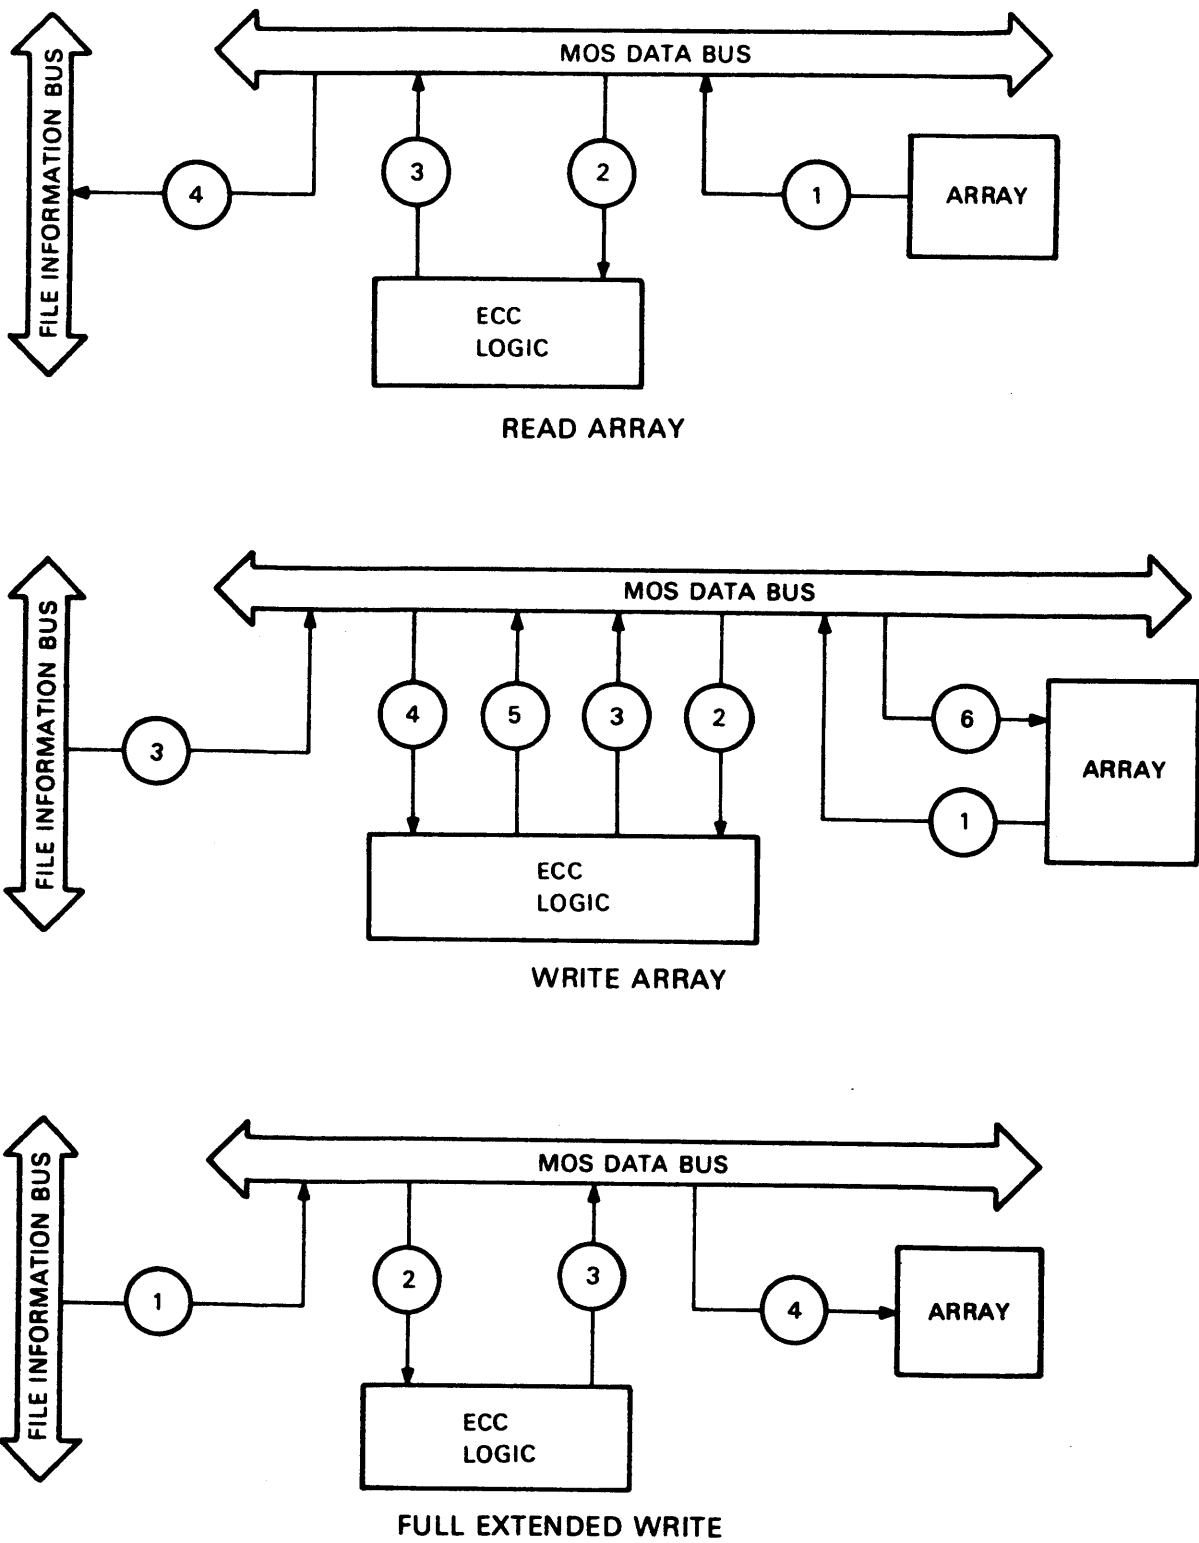 MOS DATA BUS
FILE INFORMATION BUS
4
3
2
1
ARRAY
ECC
LOGIC
READ ARRAY
MOS DATA BUS
FILE INFORMATION BUS
3
4
5
3
2
6
1
ARRAY
ECC
LOGIC
WRITE ARRAY
MOS DATA BUS
FILE INFORMATION BUS
1
2
3
4
ARRAY
ECC
LOGIC
FULL EXTENDED WRITE